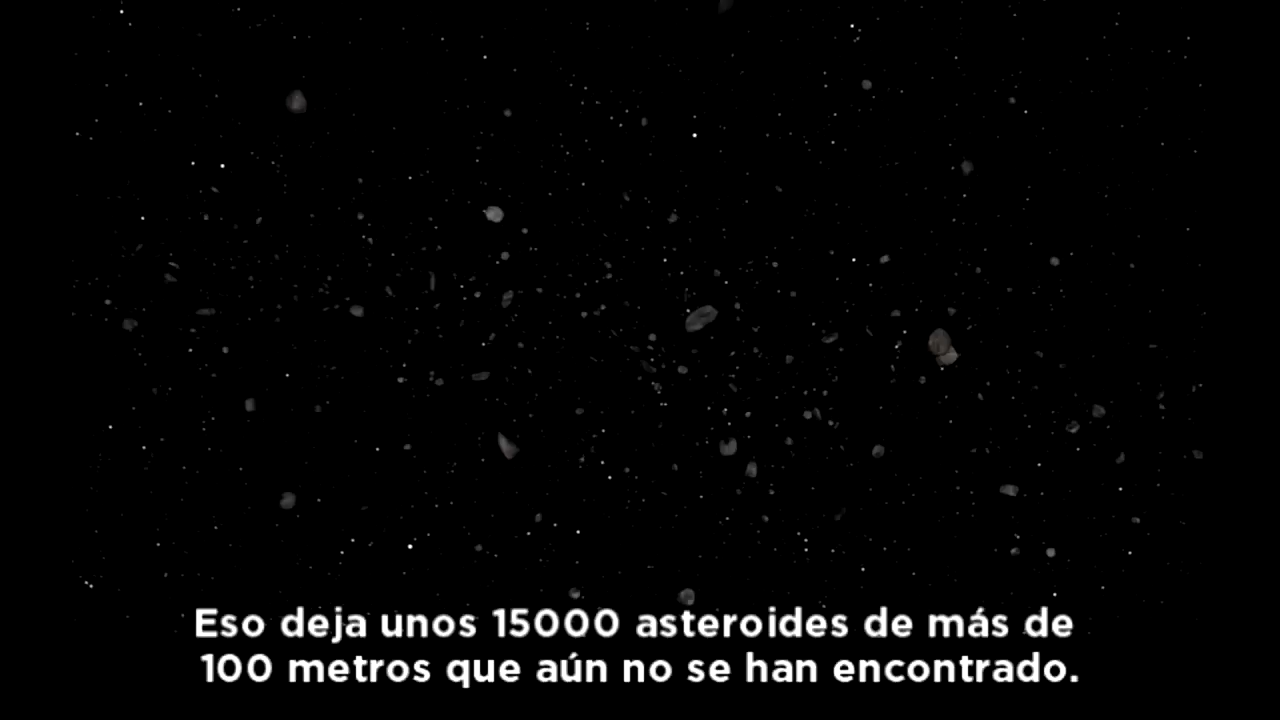 Eso deja unos 15000 asteroides de más de
100 metros que aún no se han encontrado.